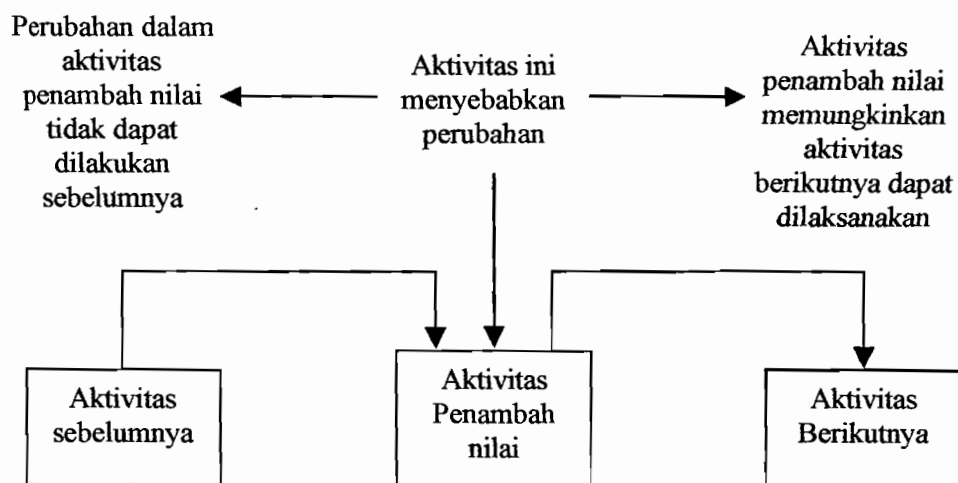 Perubahan dalam
aktivitas
penambah nilai
tidak dapat
dilakukan
sebelumnya
Aktivitas ini
menyebabkan
perubahan
Aktivitas
penambah nilai
memungkinkan
aktivitas
berikutnya dapat
dilaksanakan
Aktivitas
sebelumnya
Aktivitas
Penambah
nilai
Aktivitas
Berikutnya